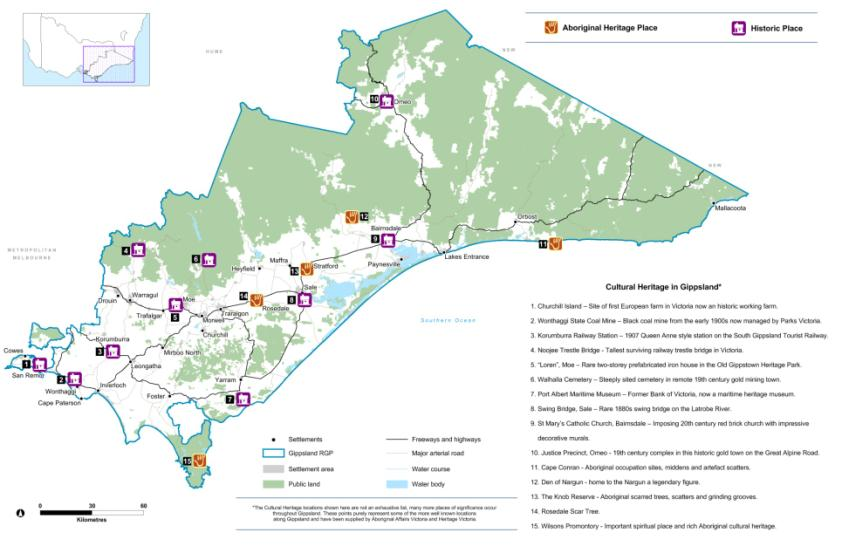 Aboriginal Heritage Place
Historic Place
HUME
NEW
NEW
METROPOLITAN
MELBOURNE
10
Omeo
Mallacoota
Orbost
11
12
Bairnsdale
9
Paynesville
Lakes Entrance
4
6
Maffra
Heyfield
13
Stratford
Sale
8
14
Rosedale
Drouin
Warragul
Moe
Trafalgar
5
Morwell
Traralgon
Churchill
Southern Ocean
Korumburra
3
Mirboo North
Leongatha
Cowes
1
San Remo
2
Wonthaggi
Inverloch
Cape Paterson
Foster
Yarram
7
15
Cultural Heritage in Gippsland*
1. Churchill Island – Site of first European farm in Victoria now an historic working farm.
2. Wonthaggi State Coal Mine – Black coal mine from the early 1900s now managed by Parks Victoria.
3. Korumburra Railway Station – 1907 Queen Anne style station on the South Gippsland Tourist Railway.
4. Noojee Trestle Bridge - Tallest surviving railway trestle bridge in Victoria.
5. "Loren", Moe – Rare two-storey prefabricated iron house in the Old Gippstown Heritage Park.
6. Walhalla Cemetery – Steeply sited cemetery in remote 19th century gold mining town.
7. Port Albert Maritime Museum – Former Bank of Victoria, now a maritime heritage museum.
8. Swing Bridge, Sale – Rare 1880s swing bridge on the Latrobe River.
9. St Mary's Catholic Church, Bairnsdale – Imposing 20th century red brick church with impressive
decorative murals.
10. Justice Precinct, Omeo - 19th century complex in this historic gold town on the Great Alpine Road.
11. Cape Conran - Aboriginal occupation sites, middens and artefact scatters.
12. Den of Nargun - home to the Nargun a legendary figure.
13. The Knob Reserve - Aboriginal scarred trees, scatters and grinding grooves.
14. Rosedale Scar Tree.
15. Wilsons Promontory - Important spiritual place and rich Aboriginal cultural heritage.
Settlements
Gippsland RGP
Settlement area
Public land
Freeways and highways
Major arterial road
Water course
Water body
0 30 60
Kilometres
*The Cultural Heritage locations shown here are not an exhaustive list, many more places of significance occur
throughout Gippsland. These points purely represent some of the more well known locations
along Gippsland and have been supplied by Aboriginal Affairs Victoria and Heritage Victoria.